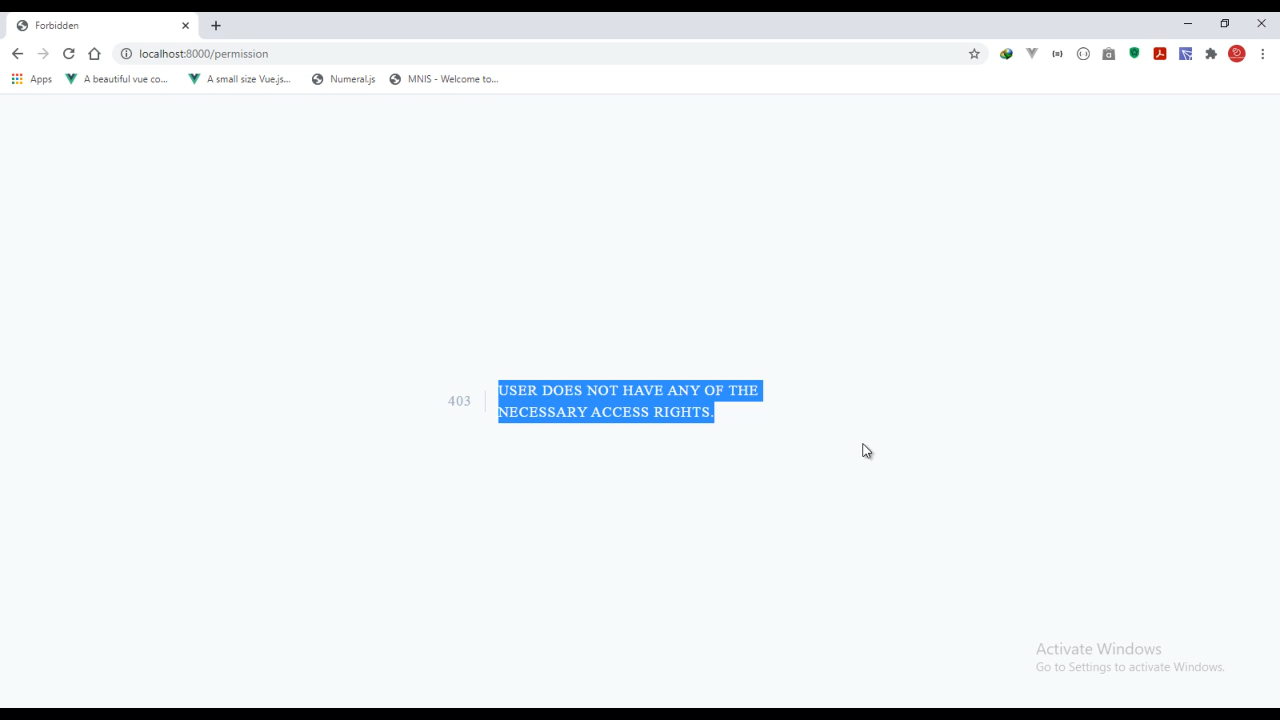 Forbidden
localhost:8000/permission
Apps
A beautiful vue co...
A small size Vue.js...
Numeral.js
MNIS - Welcome to...
403
USER DOES NOT HAVE ANY OF THE
NECESSARY ACCESS RIGHTS.
Activate Windows
Go to Settings to activate Windows.